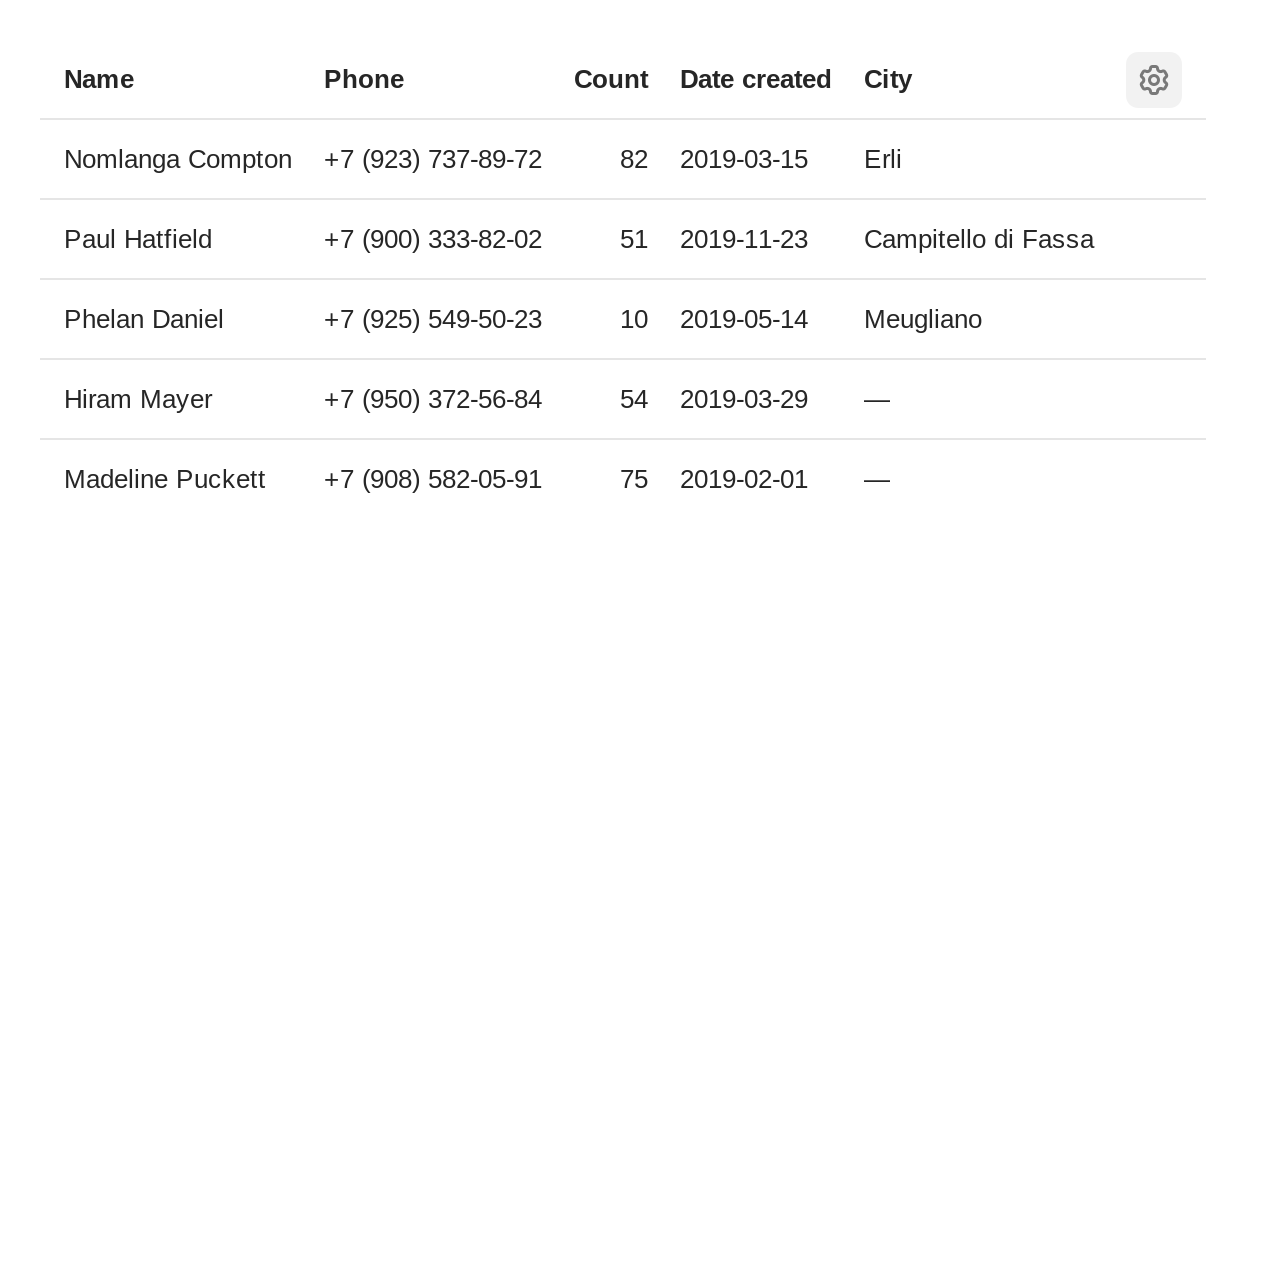 Name Phone Count Date created City
Nomlanga Compton +7 (923) 737-89-72 82 2019-03-15 Erli
Paul Hatfield +7 (900) 333-82-02 51 2019-11-23 Campitello di Fassa
Phelan Daniel +7 (925) 549-50-23 10 2019-05-14 Meugliano
Hiram Mayer +7 (950) 372-56-84 54 2019-03-29 —
Madeline Puckett +7 (908) 582-05-91 75 2019-02-01 —